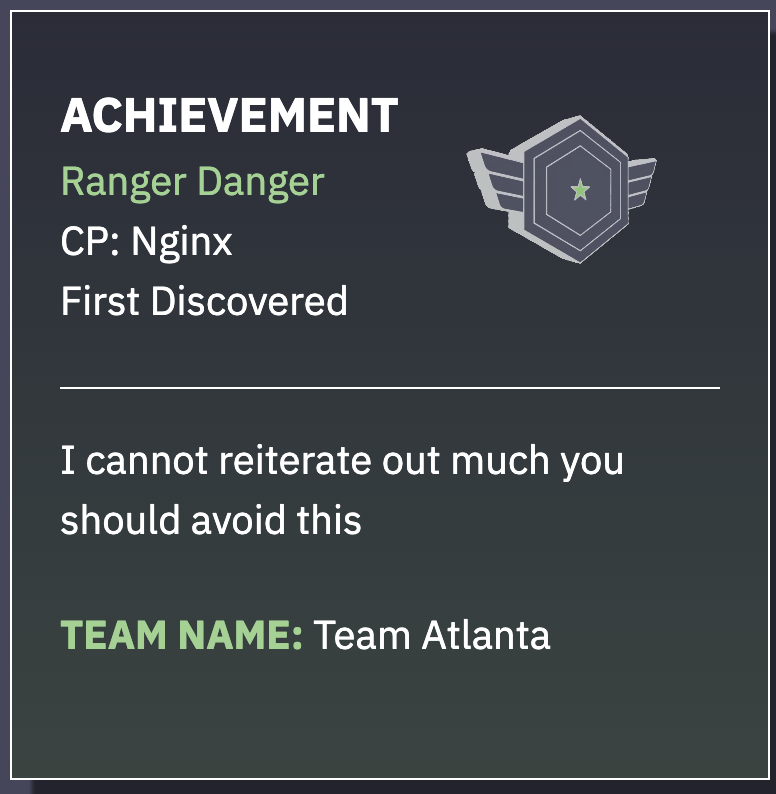 ACHIEVEMENT
Ranger Danger
CP: Nginx
First Discovered
I cannot reiterate out much you
should avoid this
TEAM NAME: Team Atlanta